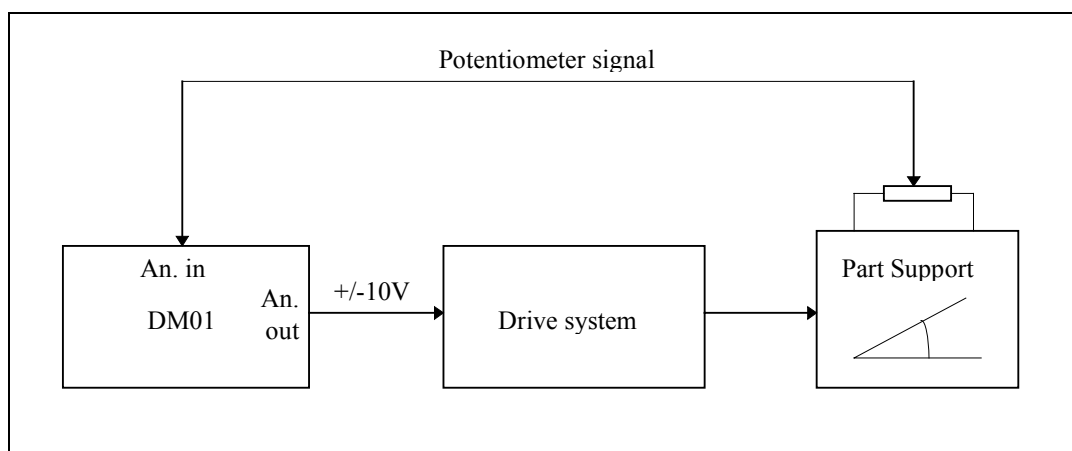 Potentiometer signal
An. in
DM01
An.
out
+/-10V
Drive system
Part Support